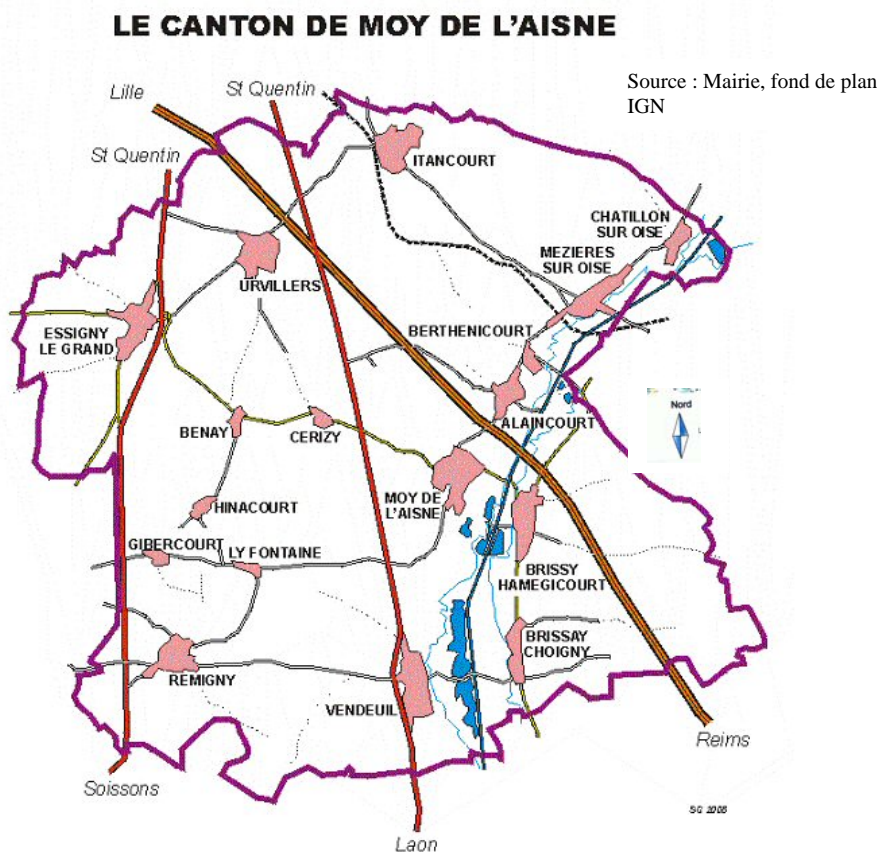 LE CANTON DE MOY DE L'AISNE
Source : Mairie, fond de plan
IGN
Lille
St Quentin
St Quentin
ITANCOURT
CHATILLON
SUR OISE
MEZIERES
SUR OISE
URVILLERS
ESSIGNY
LE GRAND
BERTHENICOURT
Nord
BENAY
CERIZY
ALAINCOURT
MOY DE
L'AISNE
HINACOURT
GIBERCOURT
LY FONTAINE
BRISSY
HAMEGICOURT
BRISSAY
CHOIGNY
REMIGNY
VENDEUIL
Reims
Soissons
SG 2008
Laon